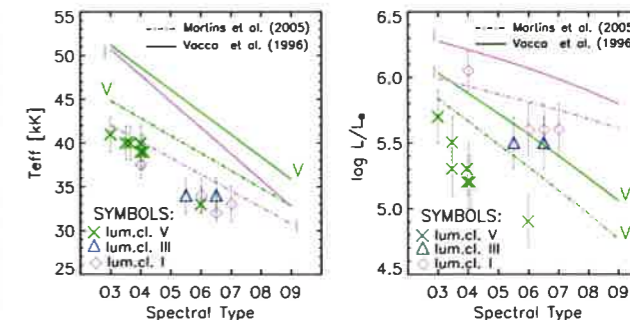 Martins et al. (2005)
Vacca et al. (1996)
55
50
45
40
35
30
25
Teff [kK]
V
V
I
I
SYMBOLS:
lum.cl. V
lum.cl. III
lum.cl. I
O3 O4 O5 O6 O7 O8 O9
Spectral Type
Martins et al. (2005
Vacca et al. (1996
6.5
6.0
5.5
5.0
4.5
log L/L⊙
V
V
SYMBOLS:
lum.cl. V
lum.cl. III
lum.cl. I
O3 O4 O5 O6 O7 O8 O9
Spectral Type